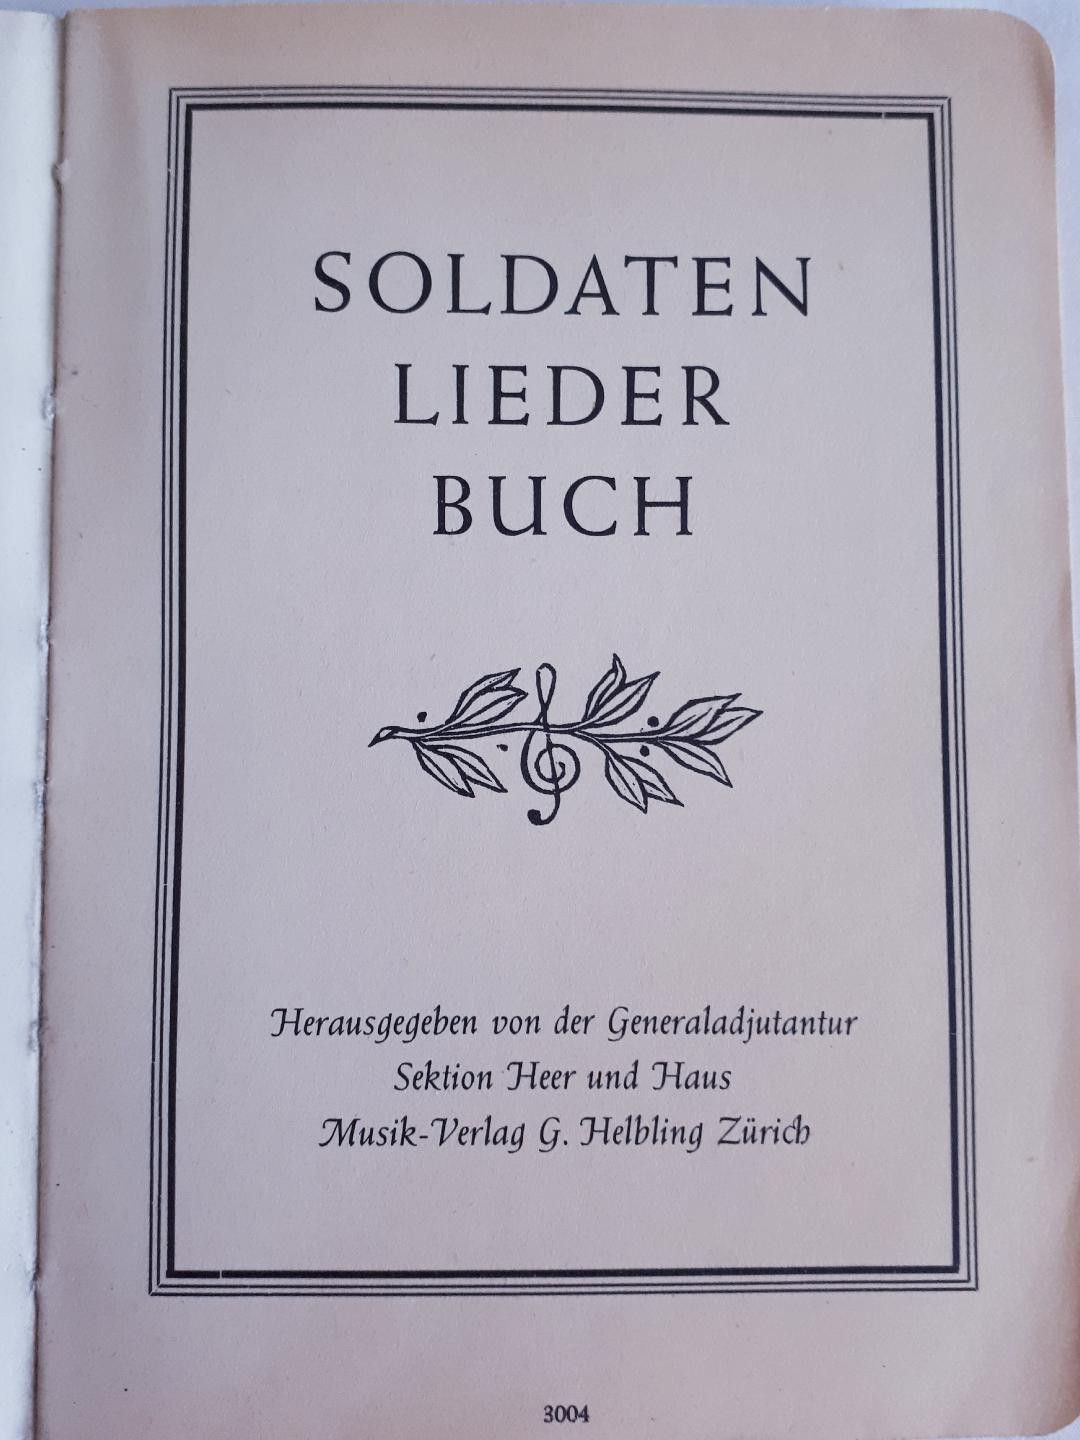 SOLDATEN
LIEDER
BUCH
Herausgegeben von der Generaladjutantur
Sektion Heer und Haus
Musik-Verlag G. Helbling Zürich
3004